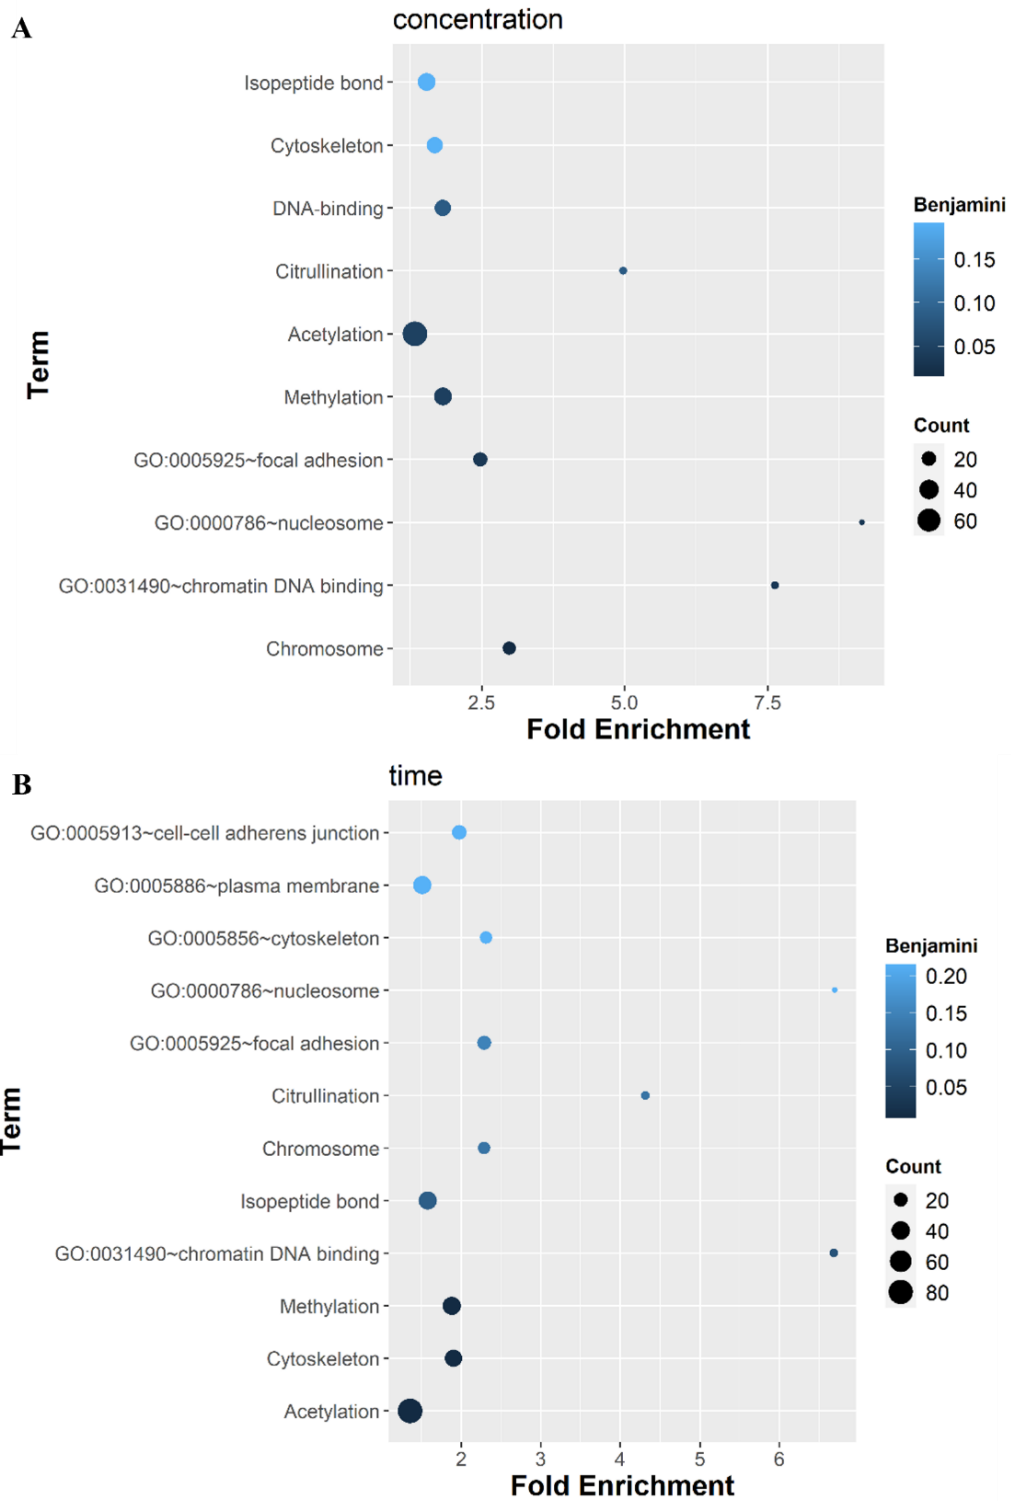 A
concentration
Isopeptide bond
Cytoskeleton
DNA-binding
Citrullination
Acetylation
Methylation
GO:0005925~focal adhesion
GO:0000786~nucleosome
GO:0031490~chromatin DNA binding
Chromosome
Term
2.5 5.0 7.5
Fold Enrichment
Benjamini
0.15
0.10
0.05
Count
20
40
60
B
time
GO:0005913~cell-cell adherens junction
GO:0005886~plasma membrane
GO:0005856~cytoskeleton
GO:0000786~nucleosome
GO:0005925~focal adhesion
Citrullination
Chromosome
Isopeptide bond
GO:0031490~chromatin DNA binding
Methylation
Cytoskeleton
Acetylation
Term
2 3 4 5 6
Fold Enrichment
Benjamini
0.20
0.15
0.10
0.05
Count
20
40
60
80